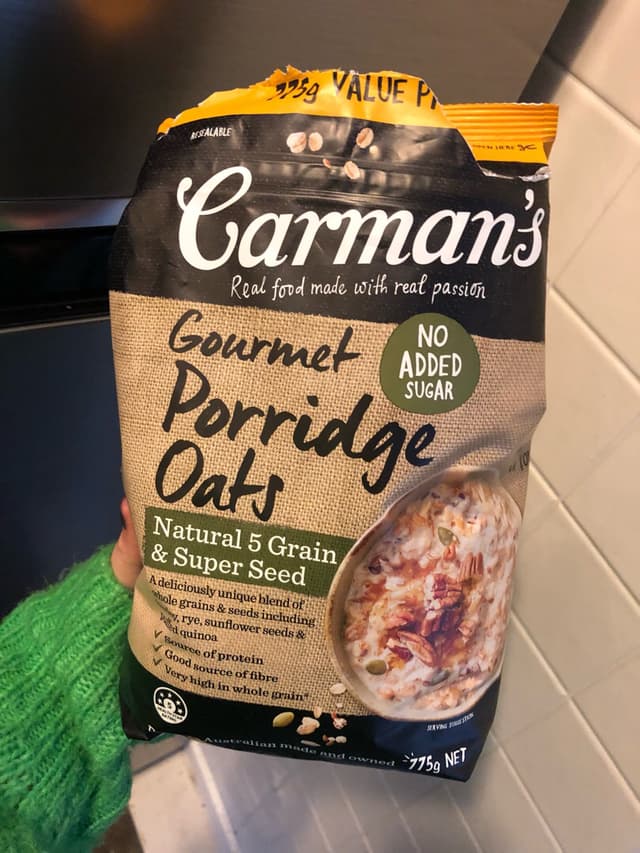 775g VALUE
RESEALABLE
Carman's
Real food made with real passion
Gourmet
Porridge
Oats
NO
ADDED
SUGAR
Natural 5 Grain
& Super Seed
A deliciously unique blend of
whole grains & seeds including
rye, sunflower seeds &
quinoa
✓ Source of protein
✓ Good source of fibre
✓ Very high in whole grain*
SERVING SUGGESTION
Australian made and owned
775g NET